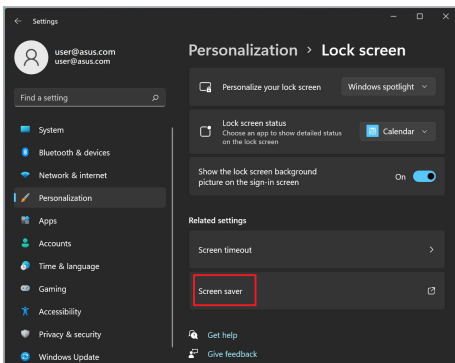 Settings
user@asus.com
user@asus.com
Find a setting
System
Bluetooth & devices
Network & internet
Personalization
Apps
Accounts
Time & language
Gaming
Accessibility
Privacy & security
Windows Update
Personalization > Lock screen
Personalize your lock screen
Windows spotlight
Lock screen status
Choose an app to show detailed status
on the lock screen
Calendar
Show the lock screen background
picture on the sign-in screen
On
Related settings
Screen timeout
Screen saver
Get help
Give feedback